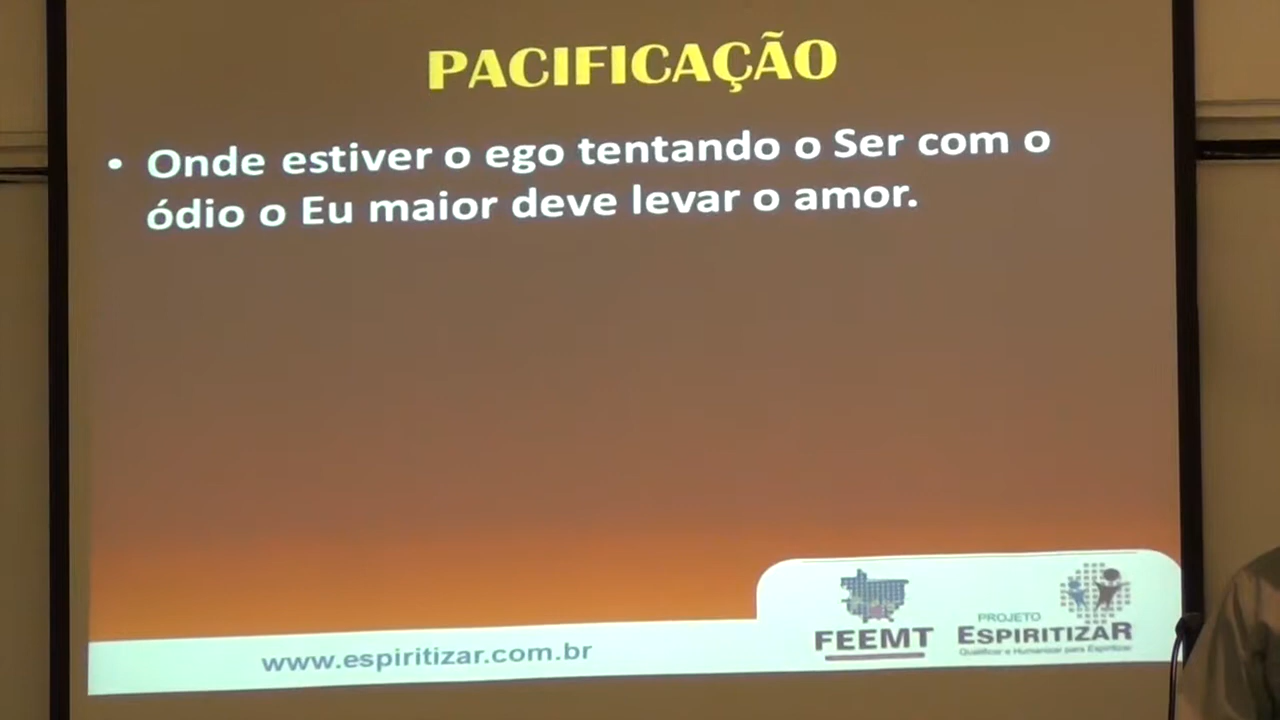 PACIFICAÇÃO
• Onde estiver o ego tentando o Ser com o
ódio o Eu maior deve levar o amor.
www.espiritizar.com.br
FEEMT
PROJETO
ESPIRITIZAR
Qualificar e Humanizar para Espiritizar